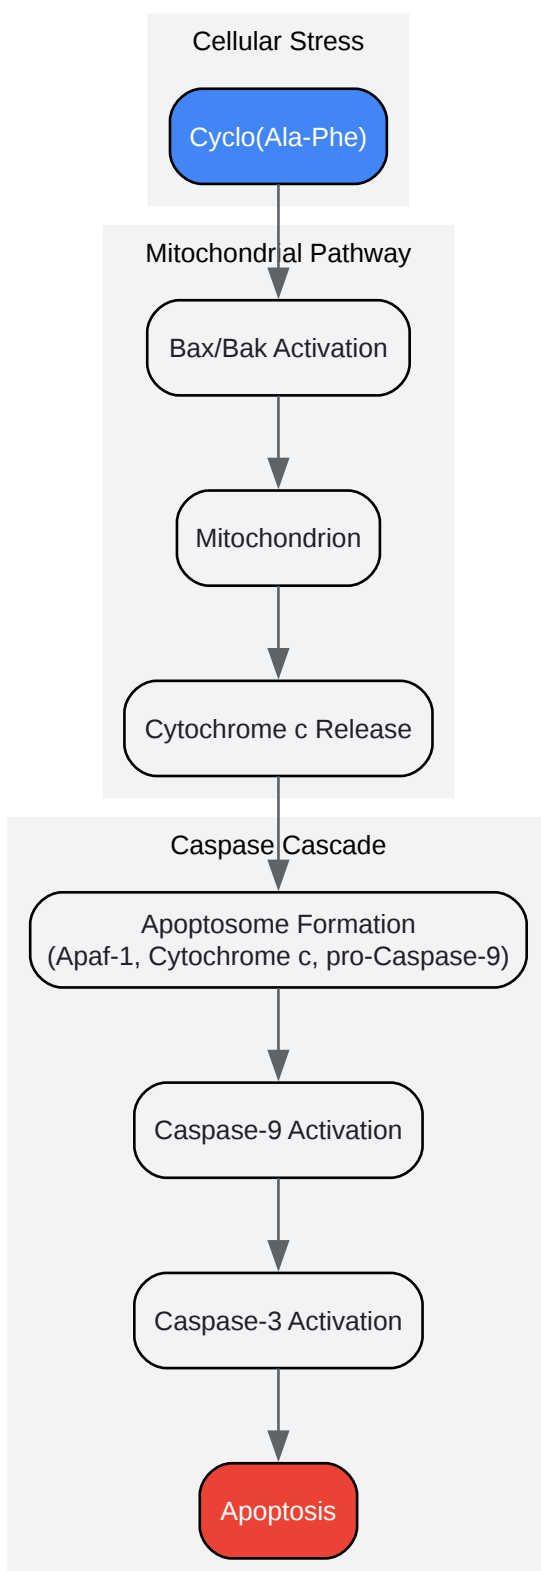 Cellular Stress
Cyclo(Ala-Phe)
Mitochondrial Pathway
Bax/Bak Activation
Mitochondrion
Cytochrome c Release
Caspase Cascade
Apoptosome Formation
(Apaf-1, Cytochrome c, pro-Caspase-9)
Caspase-9 Activation
Caspase-3 Activation
Apoptosis